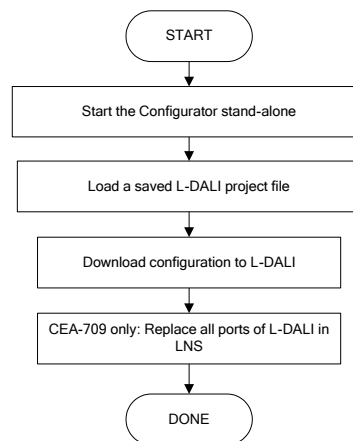 START
Start the Configurator stand-alone
Load a saved L-DALI project file
Download configuration to L-DALI
CEA-709 only: Replace all ports of L-DALI in
LNS
DONE